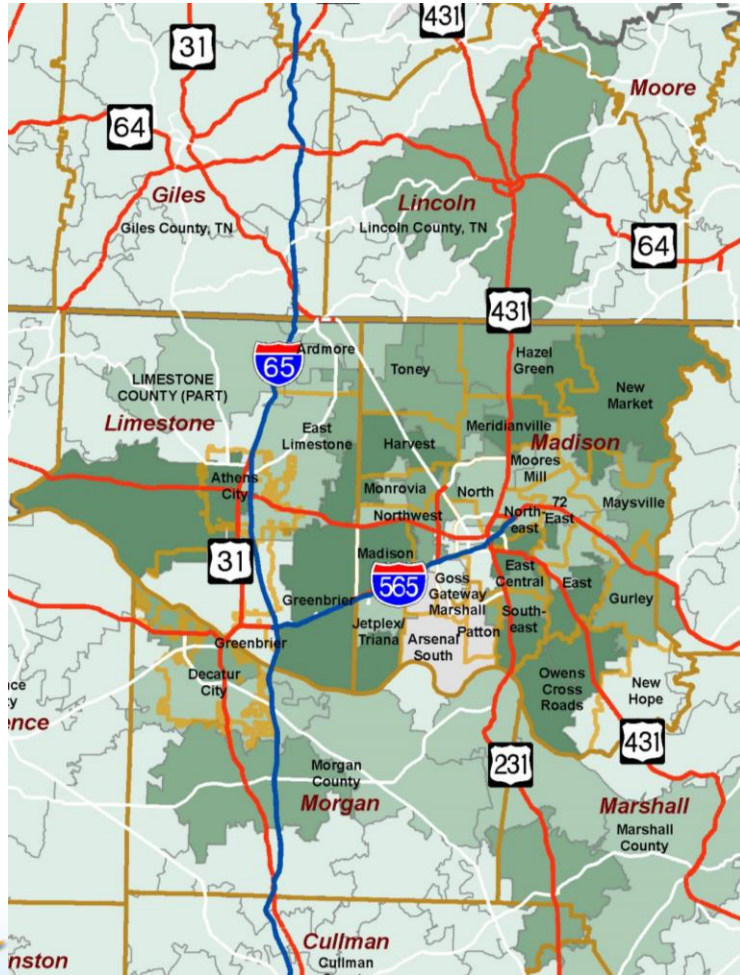 431
31
Moore
64
Giles
Giles County, TN
Lincoln
Lincoln County, TN
64
431
Ardmore
65
Toney
Hazel
Green
New
Market
LIMESTONE
COUNTY (PART)
Limestone
East
Limestone
Harvest
Meridianville
Madison
Moores
Mill
Athens
City
Monrovia
North
Northwest
North-
east
72
East
Maysville
31
Madison
565
Goss
Gateway
Marshall
East
Central
East
Gurley
Greenbrier
Jetplex/
Triana
Arsenal
South
Patton
South-
east
Greenbrier
Decatur
City
Owens
Cross
Roads
New
Hope
nce
ty
ence
431
231
Morgan
County
Morgan
Marshall
Marshall
County
Cullman
Cullman
nston